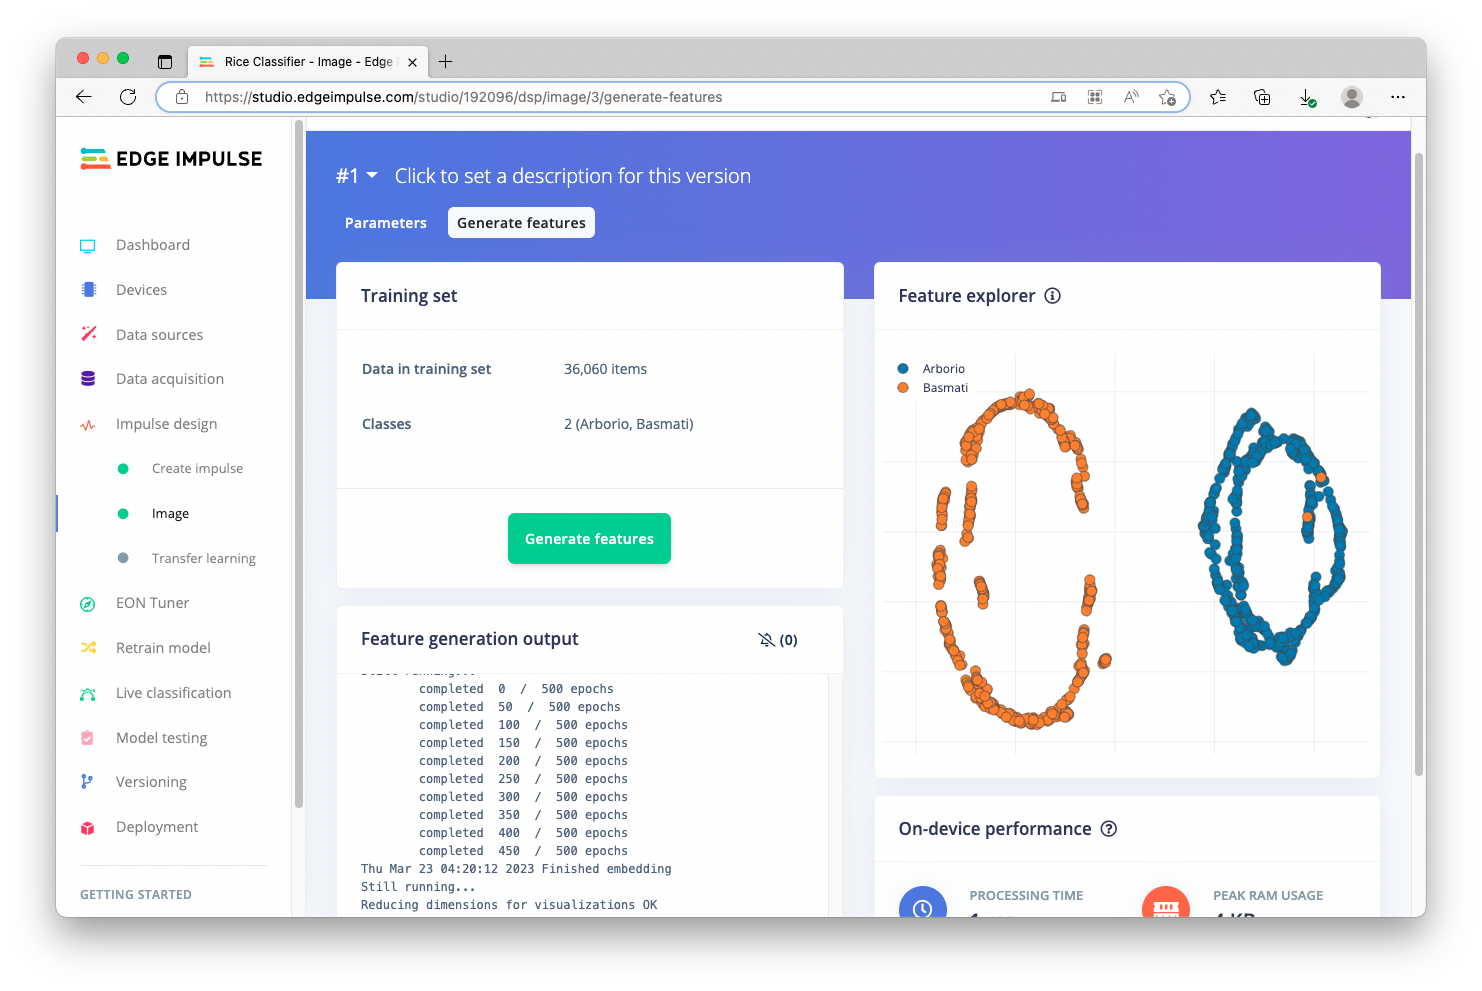 Rice Classifier - Image - Edge
https://studio.edgeimpulse.com/studio/192096/dsp/image/3/generate-features
EDGE IMPULSE
Dashboard
Devices
Data sources
Data acquisition
Impulse design
Create impulse
Image
Transfer learning
EON Tuner
Retrain model
Live classification
Model testing
Versioning
Deployment
GETTING STARTED
#1 Click to set a description for this version
Parameters
Generate features
Training set
Data in training set 36,060 items
Classes 2 (Arborio, Basmati)
Generate features
Feature generation output (0)
Still running...
completed 0 / 500 epochs
completed 50 / 500 epochs
completed 100 / 500 epochs
completed 150 / 500 epochs
completed 200 / 500 epochs
completed 250 / 500 epochs
completed 300 / 500 epochs
completed 350 / 500 epochs
completed 400 / 500 epochs
completed 450 / 500 epochs
Thu Mar 23 04:20:12 2023 Finished embedding
Still running...
Reducing dimensions for visualizations OK
Feature explorer
Arborio
Basmati
On-device performance
PROCESSING TIME
PEAK RAM USAGE
4 KB